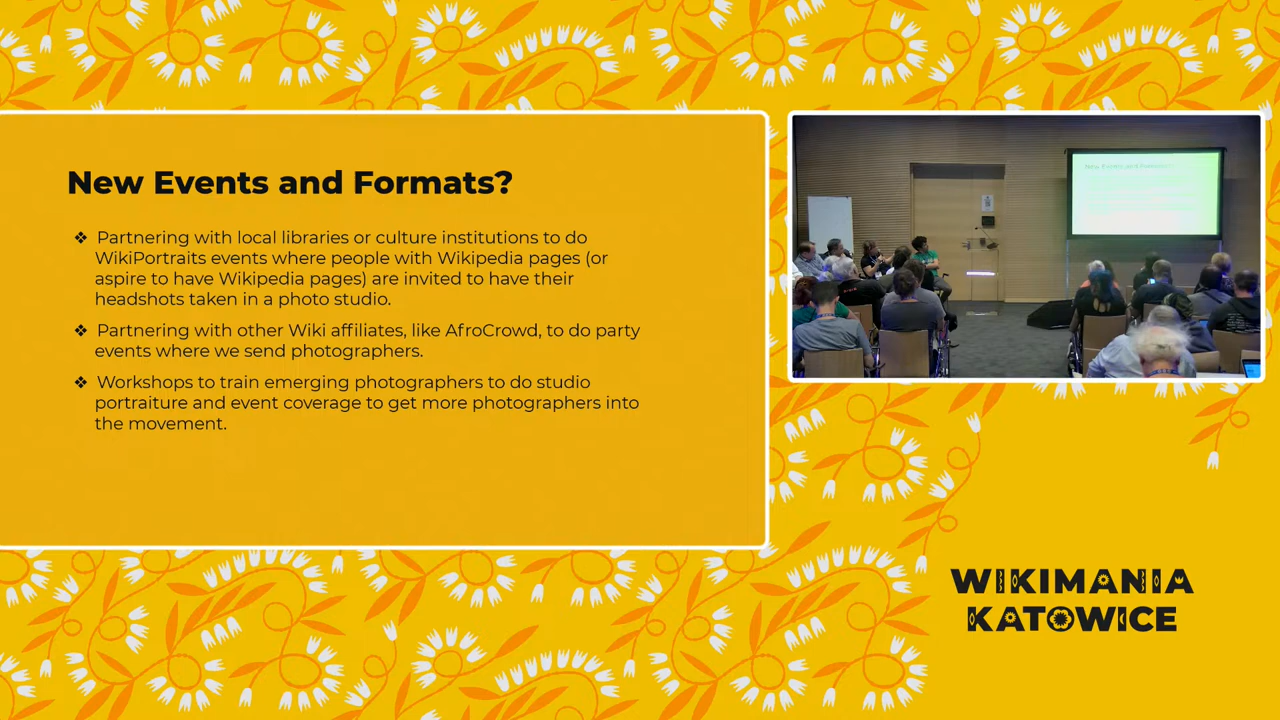 New Events and Formats?
❖ Partnering with local libraries or culture institutions to do
WikiPortraits events where people with Wikipedia pages (or
aspire to have Wikipedia pages) are invited to have their
headshots taken in a photo studio.
❖ Partnering with other Wiki affiliates, like AfroCrowd, to do party
events where we send photographers.
❖ Workshops to train emerging photographers to do studio
portraiture and event coverage to get more photographers into
the movement.
WIKIMANIA
KATOWICE